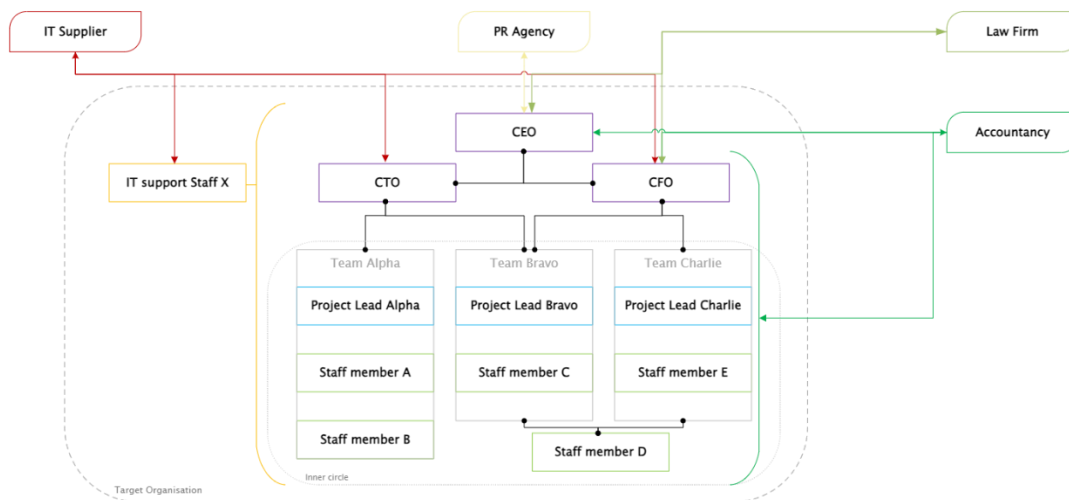 IT Supplier
PR Agency
Law Firm
CEO
Accountancy
IT support Staff X
CTO
CFO
Team Alpha
Team Bravo
Team Charlie
Project Lead Alpha
Project Lead Bravo
Project Lead Charlie
Staff member A
Staff member C
Staff member E
Staff member B
Staff member D
Inner circle
Target Organisation